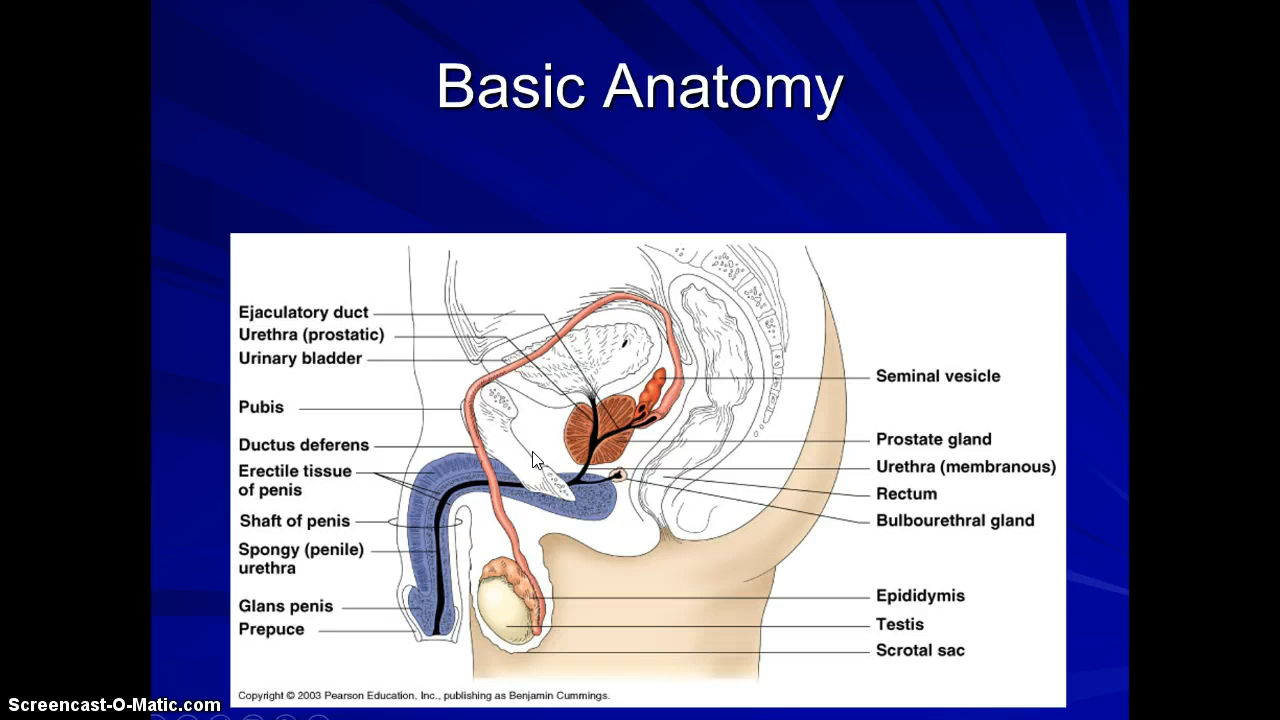 Basic Anatomy
Ejaculatory duct
Urethra (prostatic)
Urinary bladder
Pubis
Ductus deferens
Erectile tissue
of penis
Shaft of penis
Spongy (penile)
urethra
Glans penis
Prepuce
Seminal vesicle
Prostate gland
Urethra (membranous)
Rectum
Bulbourethral gland
Epididymis
Testis
Scrotal sac
Copyright © 2003 Pearson Education, Inc., publishing as Benjamin Cummings.
Screencast-O-Matic.com